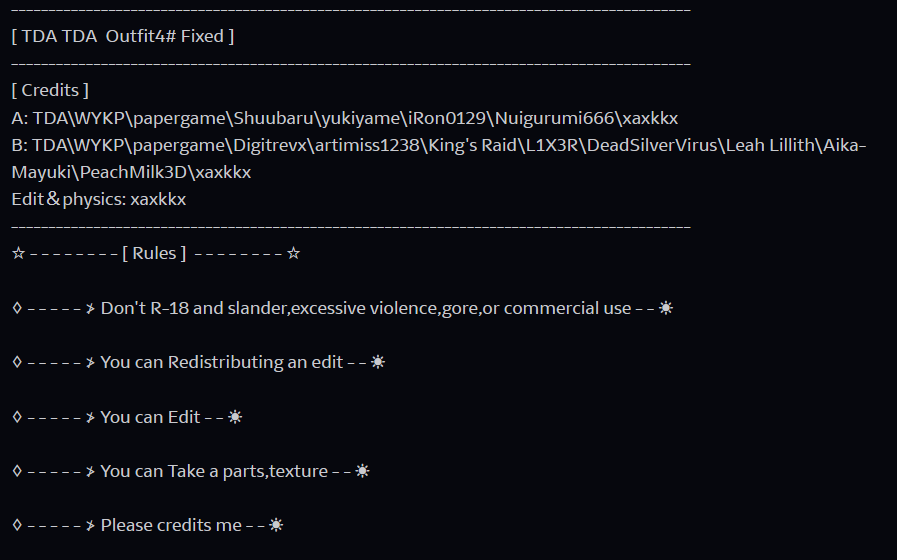 --------------------------------------------------------------------------------------------
[ TDA TDA  Outfit4# Fixed ]
--------------------------------------------------------------------------------------------
[ Credits ]
A: TDA\WYKP\papergame\Shuubaru\yukiyame\iRon0129\Nuigurumi666\xaxkkx
B: TDA\WYKP\papergame\Digitrevx\artimiss1238\King's Raid\L1X3R\DeadSilverVirus\Leah Lillith\Aika-
Mayuki\PeachMilk3D\xaxkkx
Edit＆physics: xaxkkx
--------------------------------------------------------------------------------------------
☆ - - - - - - - - [ Rules ]  - - - - - - - - ☆
◊ - - - - - ⊁ Don't R-18 and slander,excessive violence,gore,or commercial use - - ☀
◊ - - - - - ⊁ You can Redistributing an edit - - ☀
◊ - - - - - ⊁ You can Edit - - ☀
◊ - - - - - ⊁ You can Take a parts,texture - - ☀
◊ - - - - - ⊁ Please credits me - - ☀